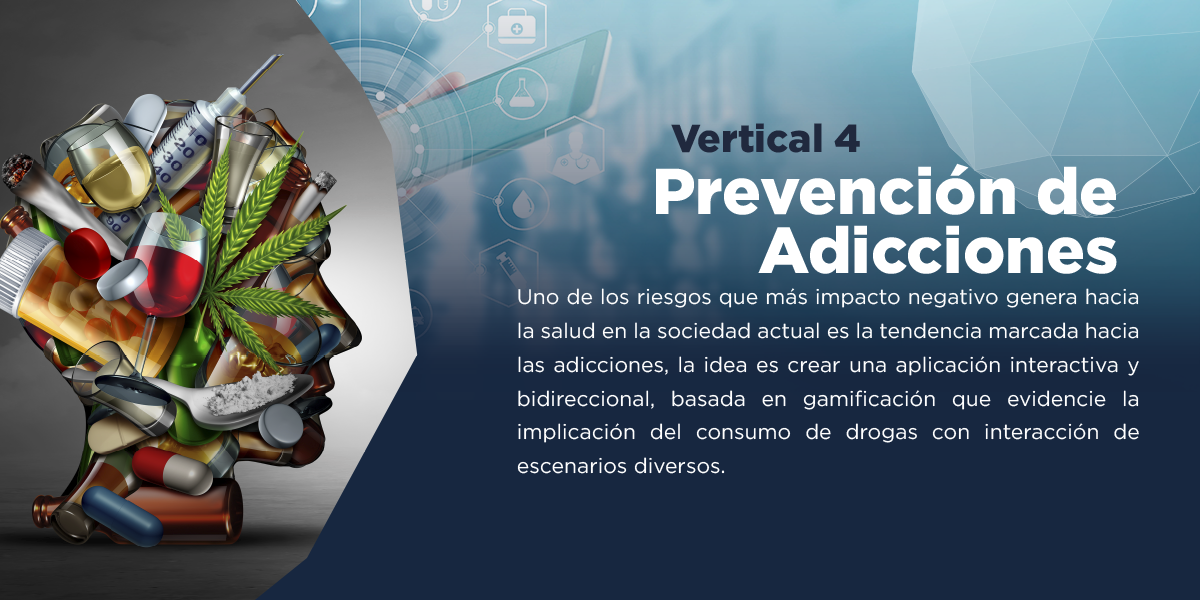 Vertical 4
Prevención de
Adicciones
Uno de los riesgos que más impacto negativo genera hacia
la salud en la sociedad actual es la tendencia marcada hacia
las adicciones, la idea es crear una aplicación interactiva y
bidireccional, basada en gamificación que evidencie la
implicación del consumo de drogas con interacción de
escenarios diversos.